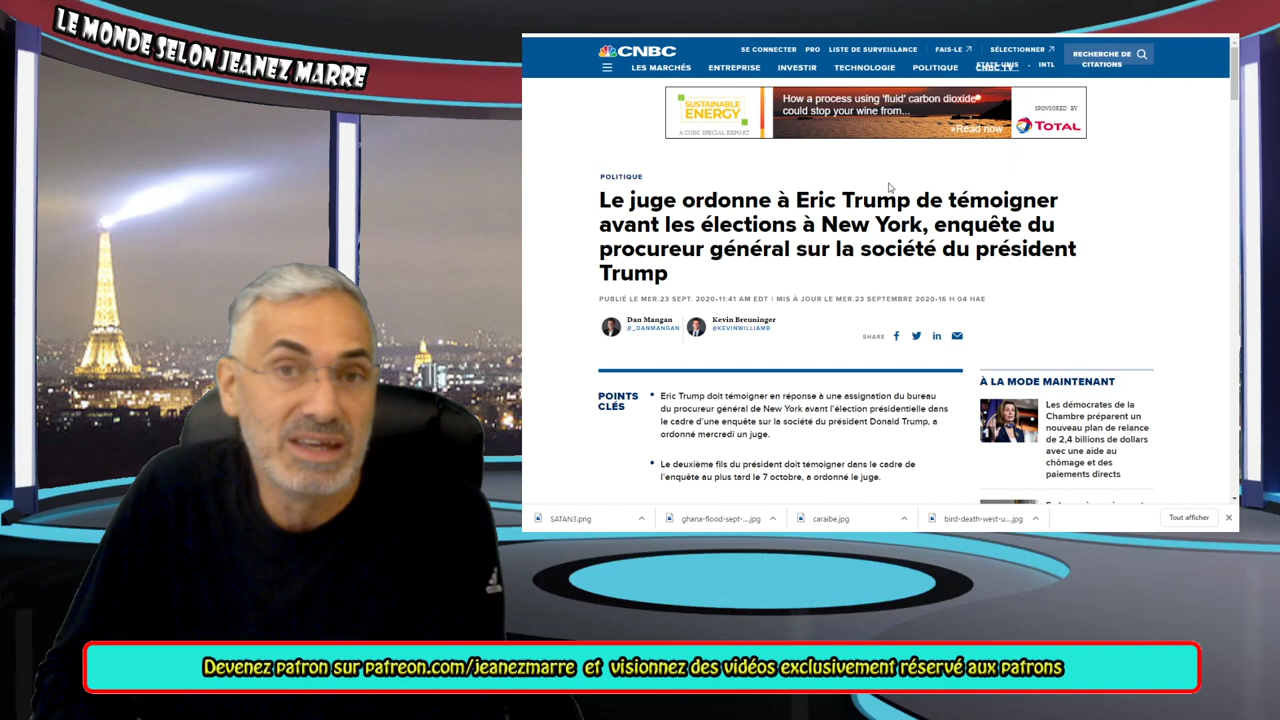 LE MONDE SELON JEANEZ MARRE
CNBC
SE CONNECTER PRO LISTE DE SURVEILLANCE FAIS-LE SÉLECTIONNER
RECHERCHE DE CITATIONS
ETATS-UNIS INTL
LES MARCHÉS ENTREPRISE INVESTIR TECHNOLOGIE POLITIQUE CNBC TV
SUSTAINABLE
ENERGY
A CNBC SPECIAL REPORT
How a process using 'fluid' carbon dioxide
could stop your wine from...
»Read now
SPONSORED BY
TOTAL
POLITIQUE
Le juge ordonne à Eric Trump de témoigner
avant les élections à New York, enquête du
procureur général sur la société du président
Trump
PUBLIÉ LE MER.23 SEPT. 2020•11:41 AM EDT | MIS À JOUR LE MER.23 SEPTEMBRE 2020•16 H 04 HAE
Dan Mangan
@_DANMANGAN
Kevin Breuninger
@KEVINWILLIAMB
SHARE
POINTS
CLÉS
Eric Trump doit témoigner en réponse à une assignation du bureau
du procureur général de New York avant l'élection présidentielle dans
le cadre d'une enquête sur la société du président Donald Trump, a
ordonné mercredi un juge.
Le deuxième fils du président doit témoigner dans le cadre de
l'enquête au plus tard le 7 octobre, a ordonné le juge.
À LA MODE MAINTENANT
Les démocrates de la
Chambre préparent un
nouveau plan de relance
de 2,4 billions de dollars
avec une aide au
chômage et des
paiements directs
SATAN3.png
ghana-flood-sept-....jpg
caraibe.jpg
bird-death-west-u....jpg
Tout afficher
Devenez patron sur patreon.com/jeanezmarre et visionnez des vidéos exclusivement réservé aux patrons